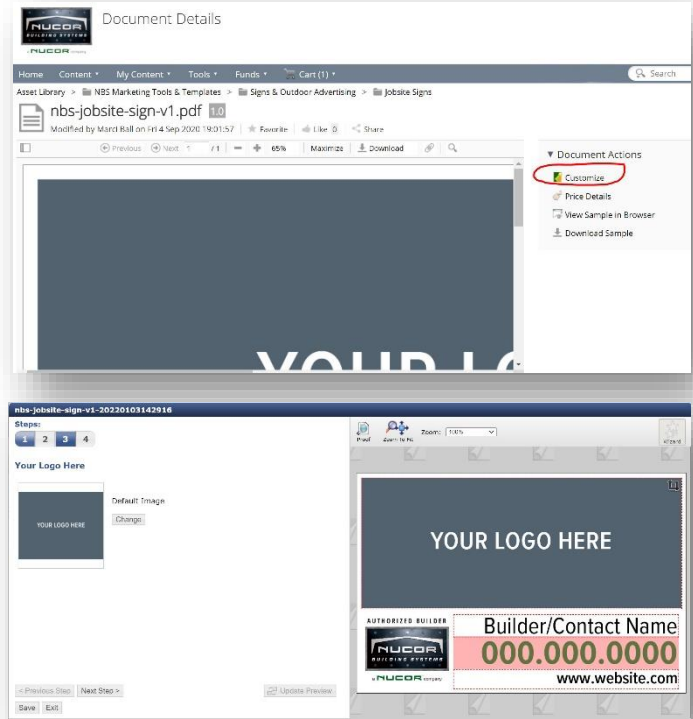 NUCOR
BUILDING SYSTEMS
A NUCOR company
Document Details
Home Content My Content Tools Funds Cart (1) Search
Asset Library > NBS Marketing Tools & Templates > Signs & Outdoor Advertising > Jobsite Signs
nbs-jobsite-sign-v1.pdf 1.0
Modified by Marci Ball on Fri 4 Sep 2020 19:01:57 Favorite Like 0 Share
Previous Next 1 / 1 65% Maximize Download
Document Actions
Customize
Price Details
View Sample in Browser
Download Sample
YOUR LO
nbs-jobsite-sign-v1-20220103142916
Steps:
1 2 3 4
Proof Zoom to Fit Zoom: 100% Wizard
Your Logo Here
YOUR LOGO HERE
Default Image
Change
YOUR LOGO HERE
AUTHORIZED BUILDER
NUCOR
BUILDING SYSTEMS
A NUCOR company
Builder/Contact Name
000.000.0000
www.website.com
< Previous Step Next Step > Update Preview
Save Exit